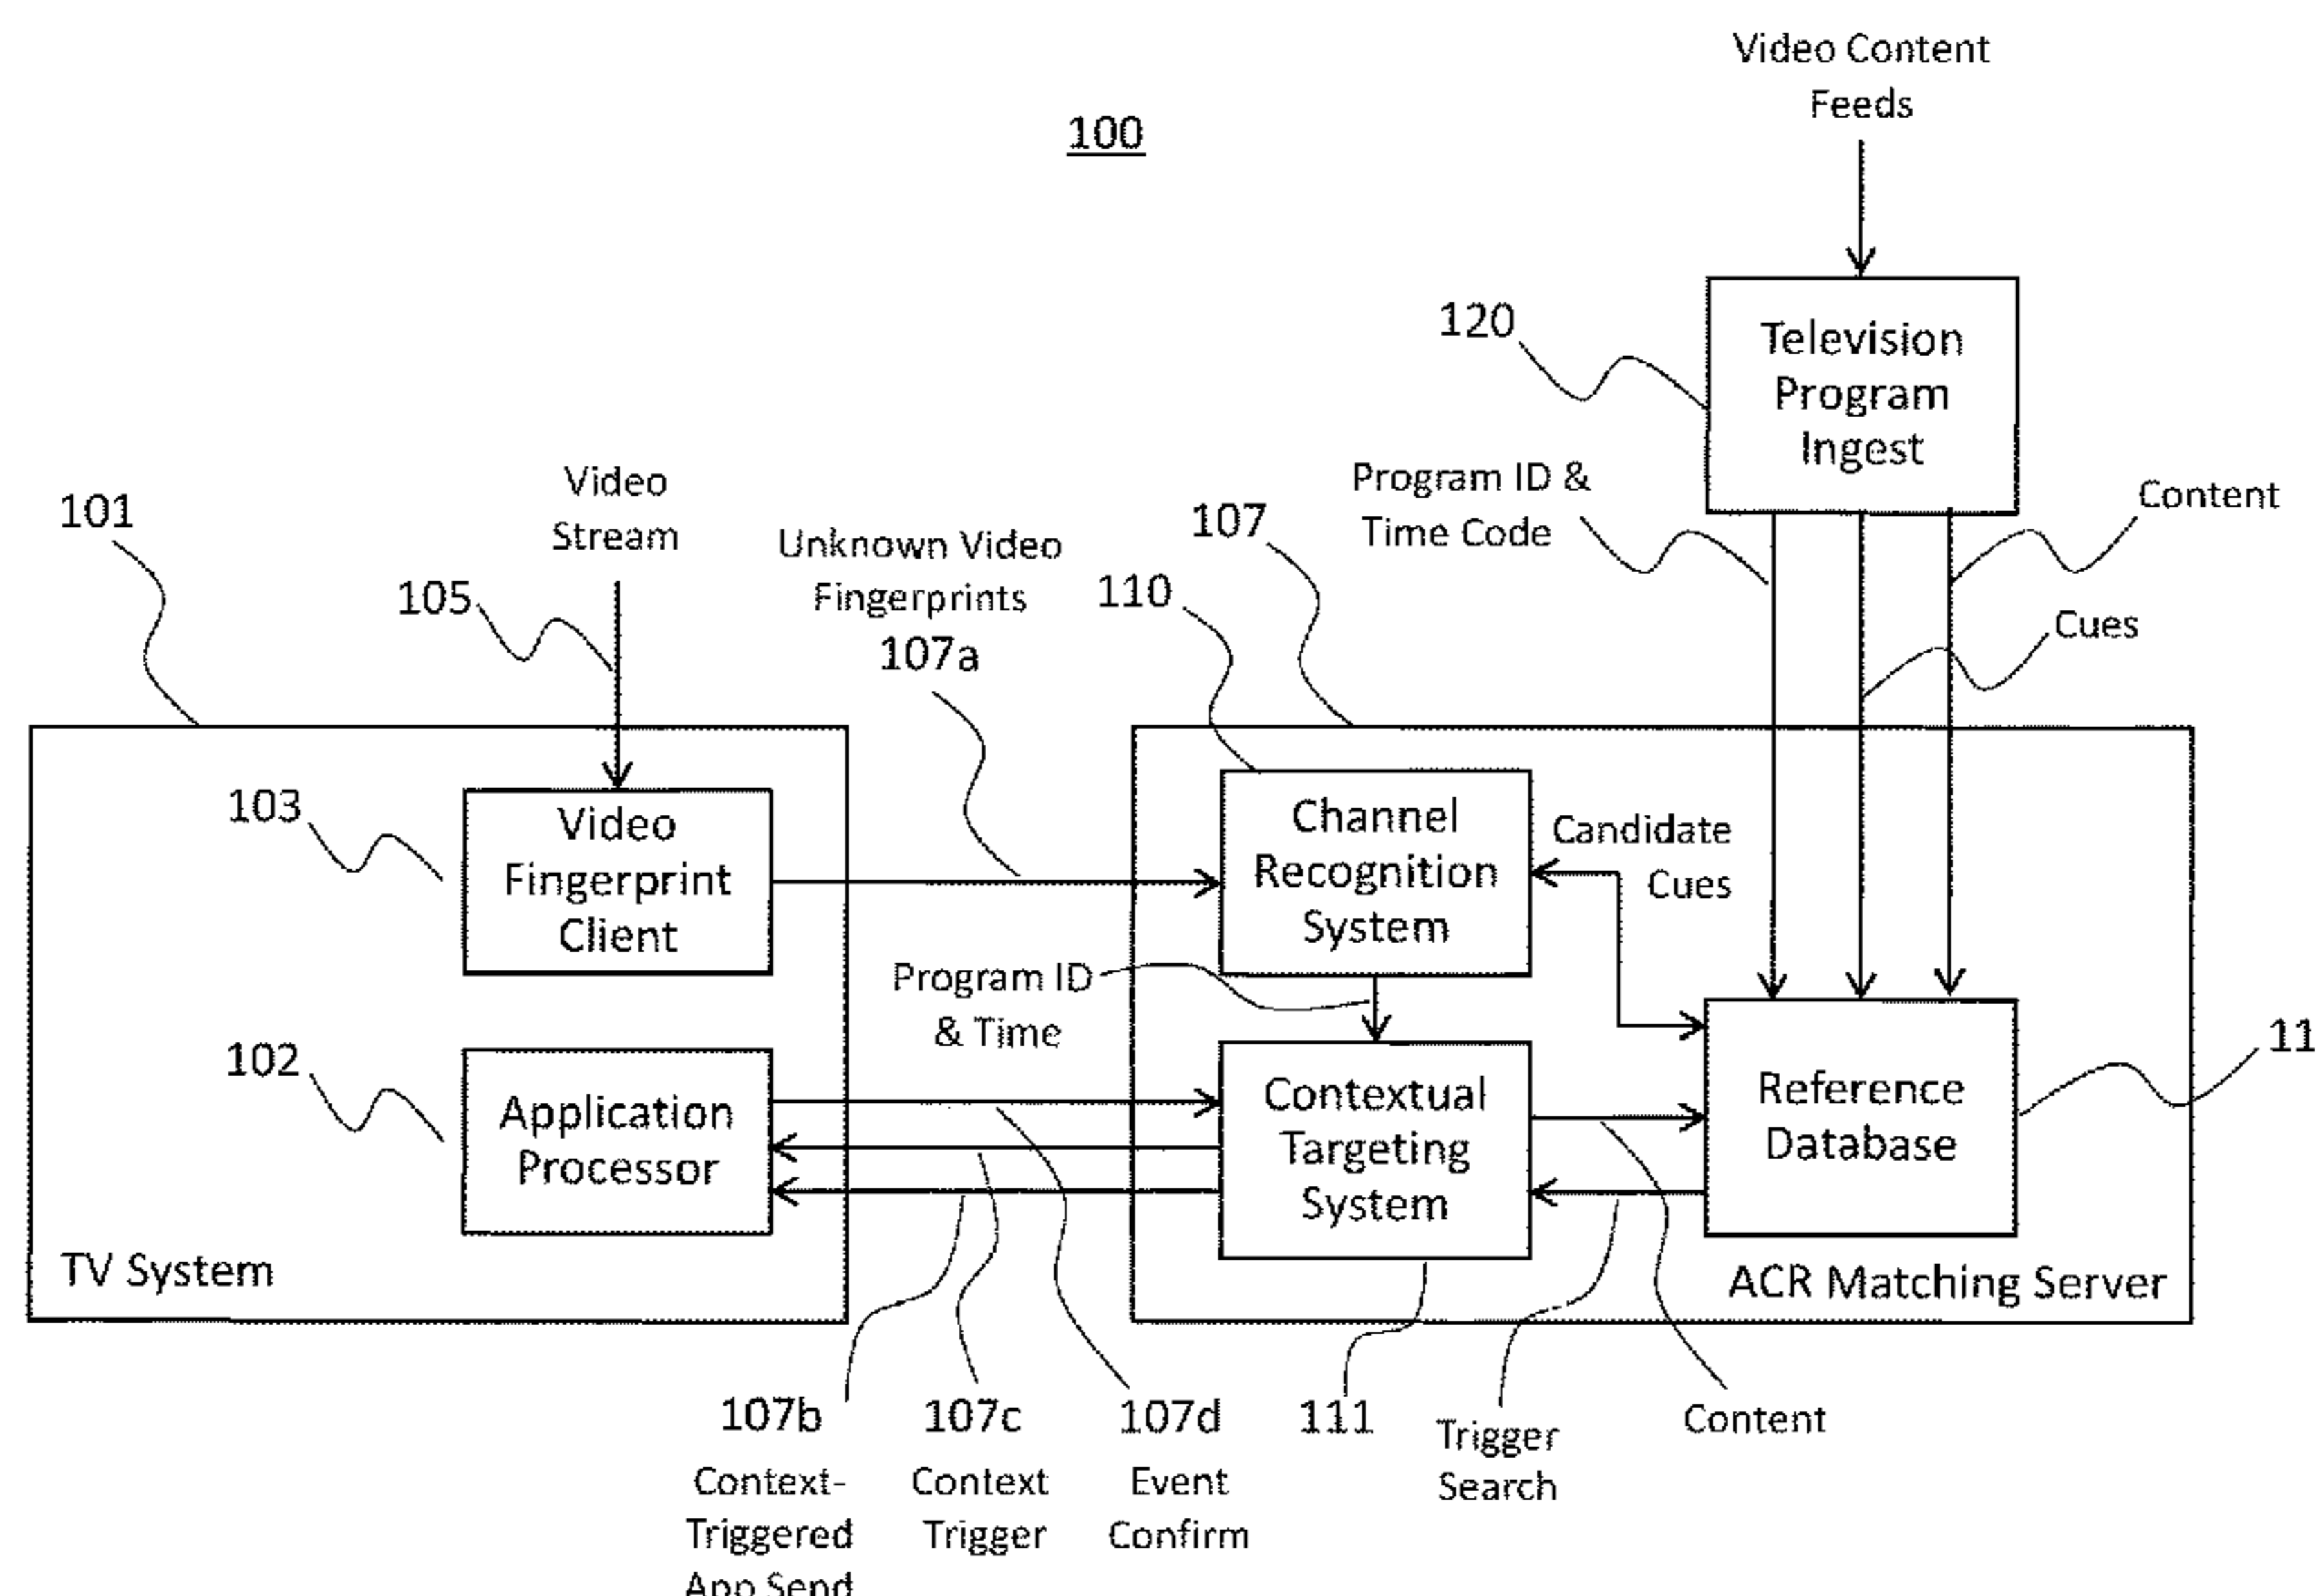 Video Content
Feeds
100
120
Television
Program
Ingest
Program ID &
Time Code
Content
Cues
101
Video
Stream
105
Unknown Video
Fingerprints
107a
107
110
103
Video
Fingerprint
Client
Channel
Recognition
System
Candidate
Cues
Program ID
& Time
102
Application
Processor
Contextual
Targeting
System
Reference
Database
11
TV System
ACR Matching Server
107b
Context-
Triggered
App Send
107c
Context
Trigger
107d
Event
Confirm
111
Trigger
Search
Content